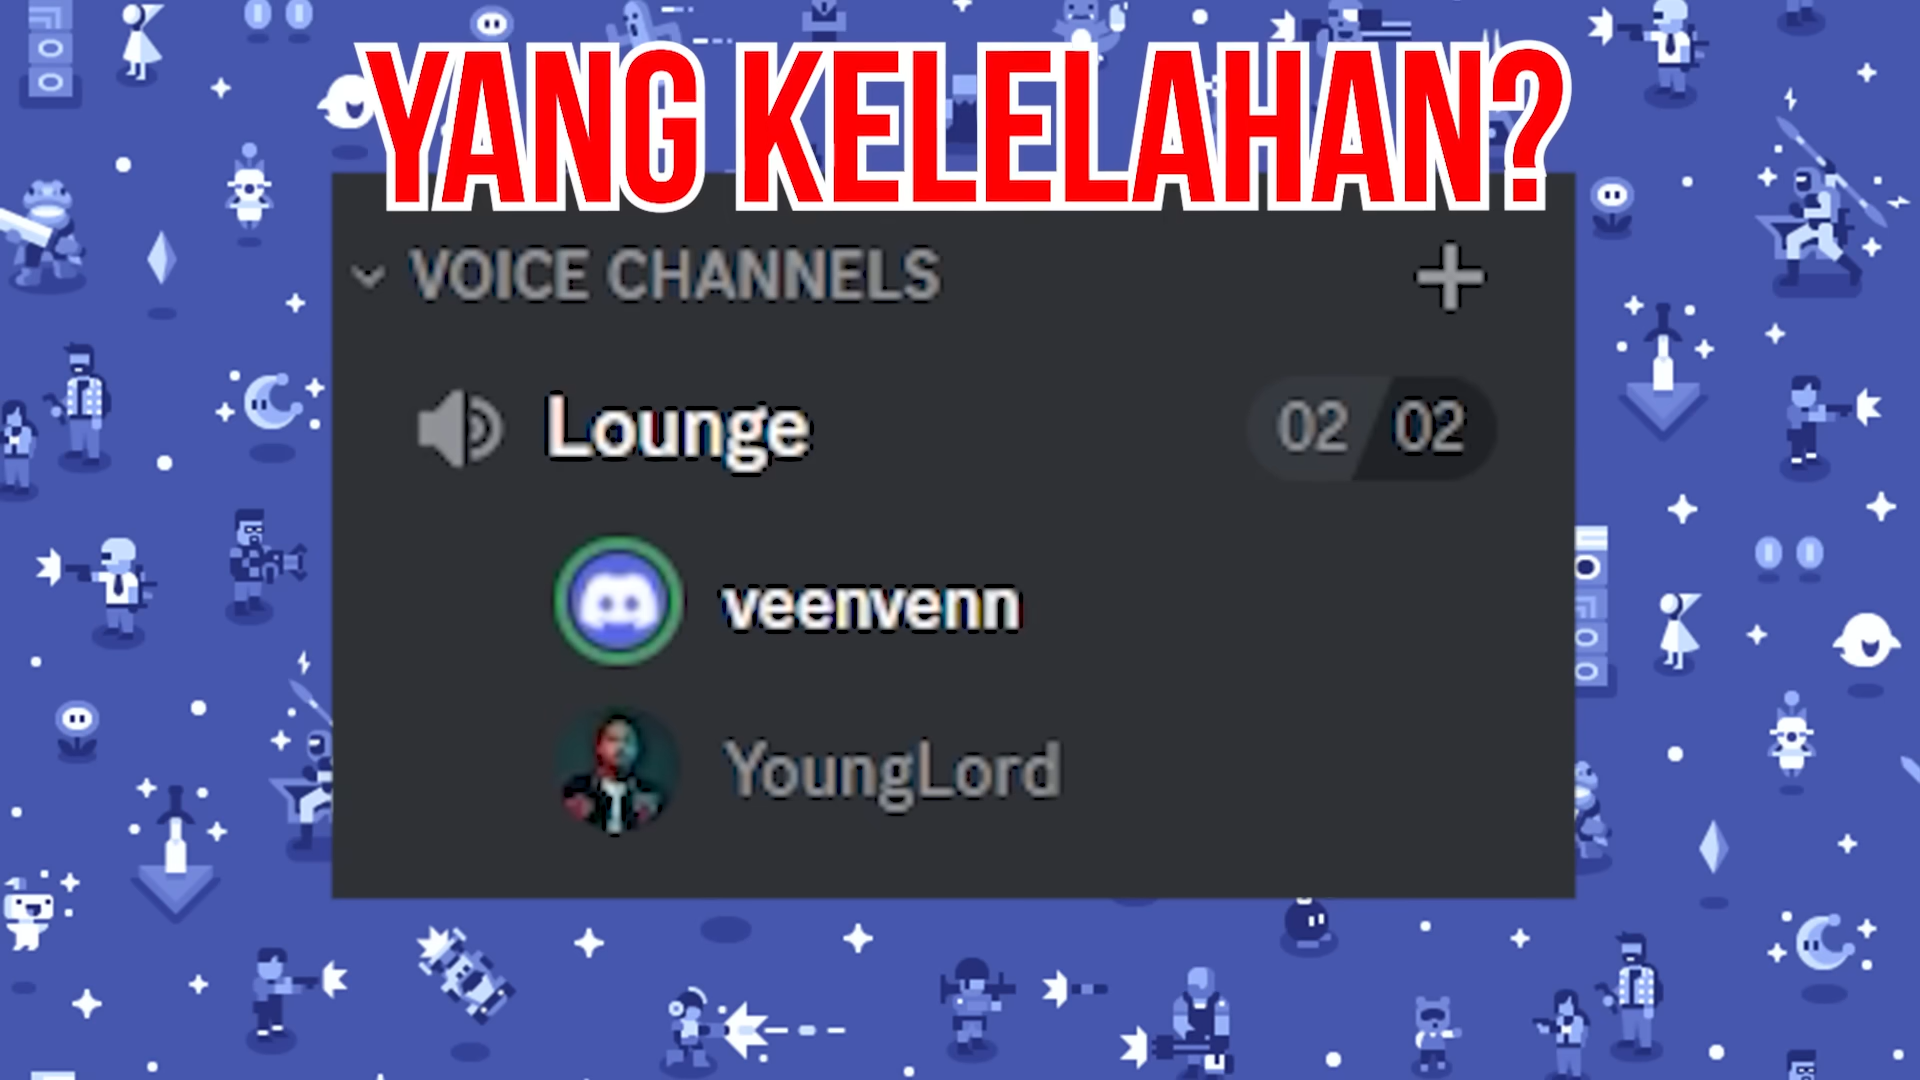 YANG KELELAHAN?
VOICE CHANNELS
Lounge 02 02
veenvenn
YoungLord